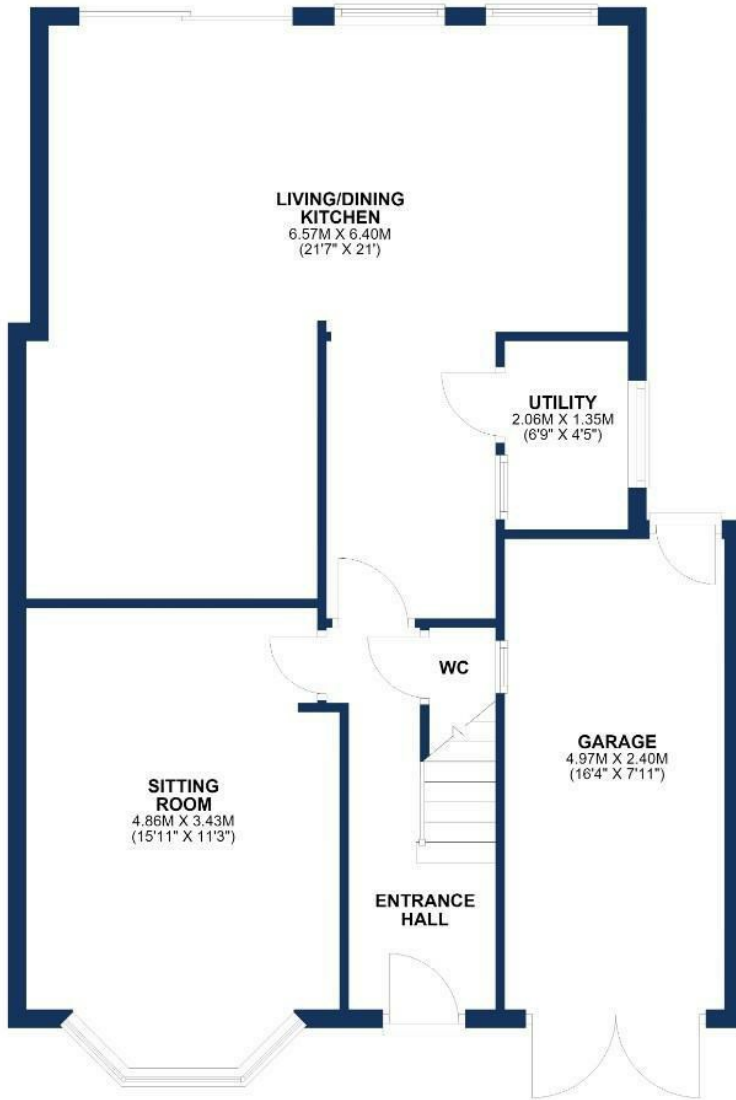 LIVING/DINING
KITCHEN
6.57M X 6.40M
(21'7" X 21')
UTILITY
2.06M X 1.35M
(6'9" X 4'5")
WC
GARAGE
4.97M X 2.40M
(16'4" X 7'11")
SITTING
ROOM
4.86M X 3.43M
(15'11" X 11'3")
ENTRANCE
HALL